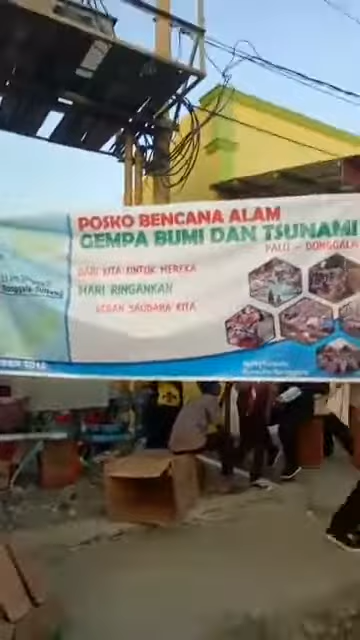 POSKO BENCANA ALAM
GEMPA BUMI DAN TSUNAMI
PALU - DONGGALA
DARI KITA UNTUK MEREKA
MARI RINGANKAN
BEBAN SAUDARA KITA